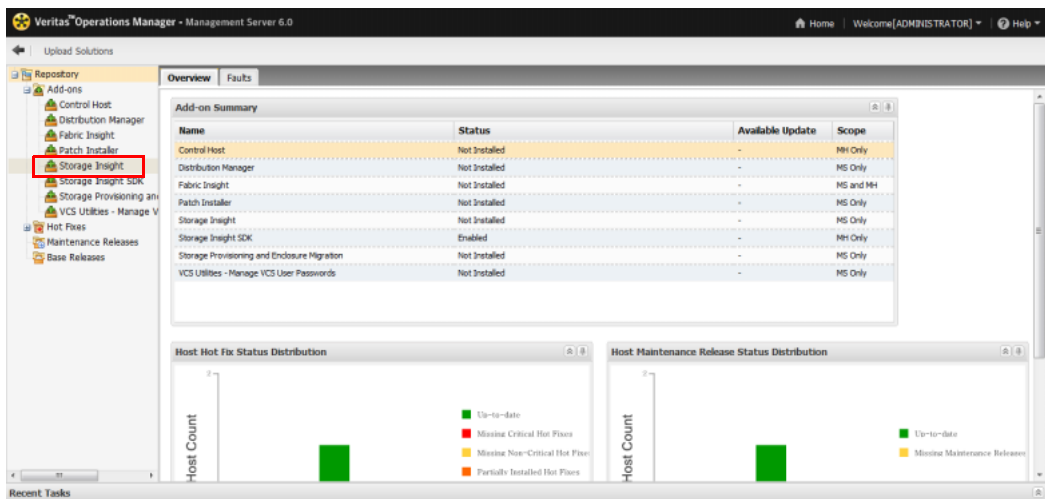 Veritas™Operations Manager - Management Server 6.0
Home | Welcome[ADMINISTRATOR] | Help
Upload Solutions
Repository
Add-ons
Control Host
Distribution Manager
Fabric Insight
Patch Installer
Storage Insight
Storage Insight SDK
Storage Provisioning an
VCS Utilities - Manage V
Hot Fixes
Maintenance Releases
Base Releases
Overview Faults
Add-on Summary
Name Status Available Update Scope
Control Host Not Installed - MH Only
Distribution Manager Not Installed - MS Only
Fabric Insight Not Installed - MS and MH
Patch Installer Not Installed - MS Only
Storage Insight Not Installed - MS Only
Storage Insight SDK Enabled - MH Only
Storage Provisioning and Enclosure Migration Not Installed - MS Only
VCS Utilities - Manage VCS User Passwords Not Installed - MS Only
Host Hot Fix Status Distribution
2
Host Count
Up-to-date
Missing Critical Hot Fixes
Missing Non-Critical Hot Fixes
Partially Installed Hot Fixes
Host Maintenance Release Status Distribution
2
Host Count
Up-to-date
Missing Maintenance Releases
Recent Tasks